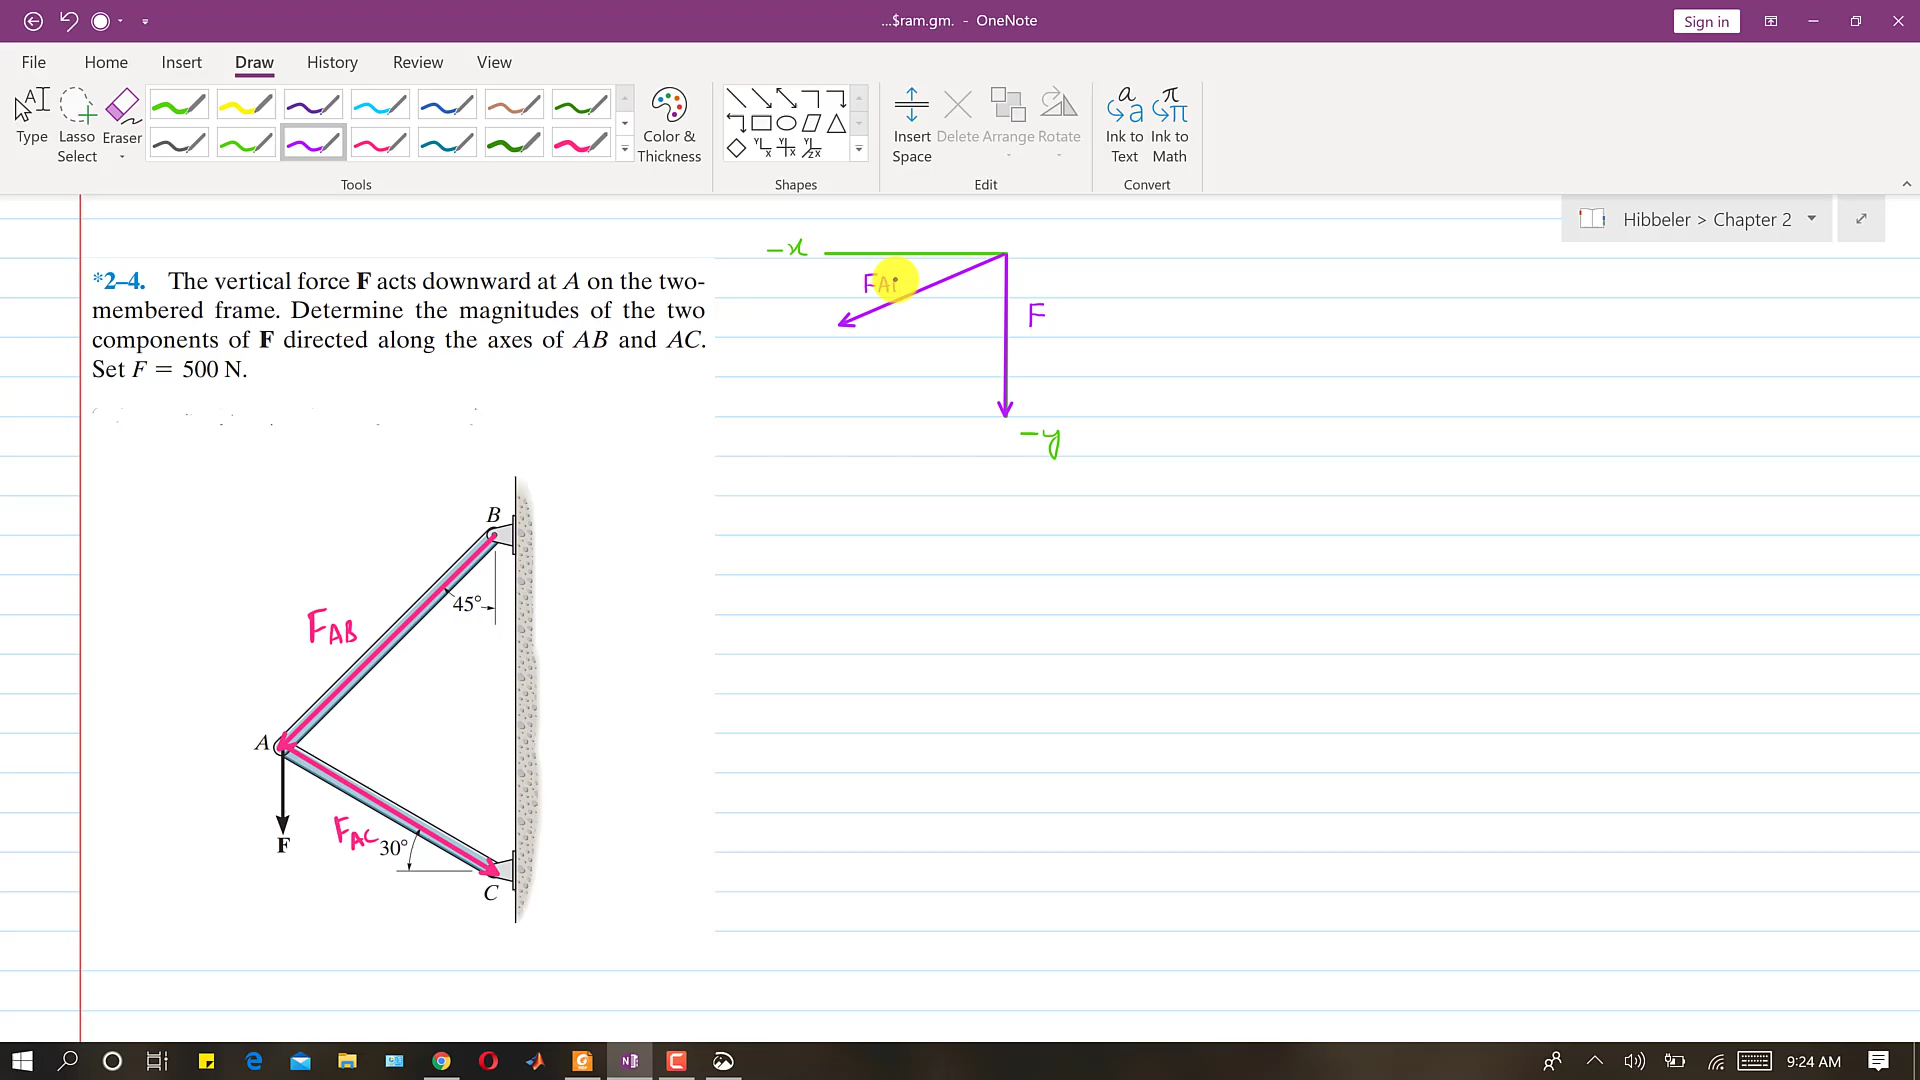 ...$ram.gm. - OneNote
Sign in
File Home Insert Draw History Review View
Type
Lasso Select
Eraser
Color & Thickness
Insert Space
Delete
Arrange
Rotate
Ink to Text
Ink to Math
Tools
Shapes
Edit
Convert
Hibbeler > Chapter 2
*2–4. The vertical force F acts downward at A on the two-
membered frame. Determine the magnitudes of the two
components of F directed along the axes of AB and AC.
Set F = 500 N.
-x
F
-y
B
45°
FAB
A
F
FAC
30°
C
9:24 AM